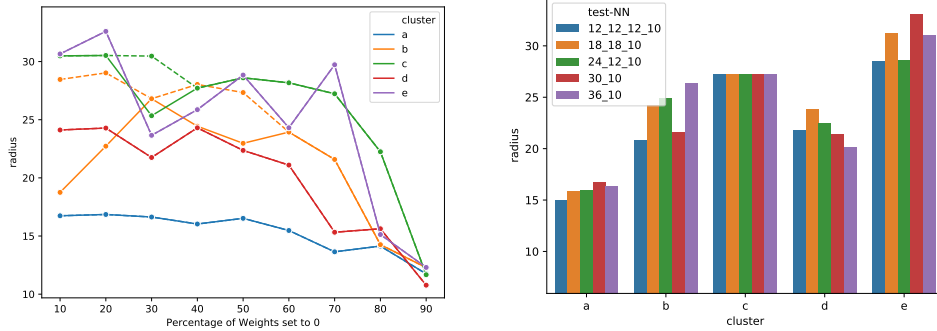 radius
30
25
20
15
10
10 20 30 40 50 60 70 80 90
Percentage of Weights set to 0
cluster
a
b
c
d
e
radius
30
25
20
15
10
a b c d e
cluster
test-NN
12_12_12_10
18_18_10
24_12_10
30_10
36_10